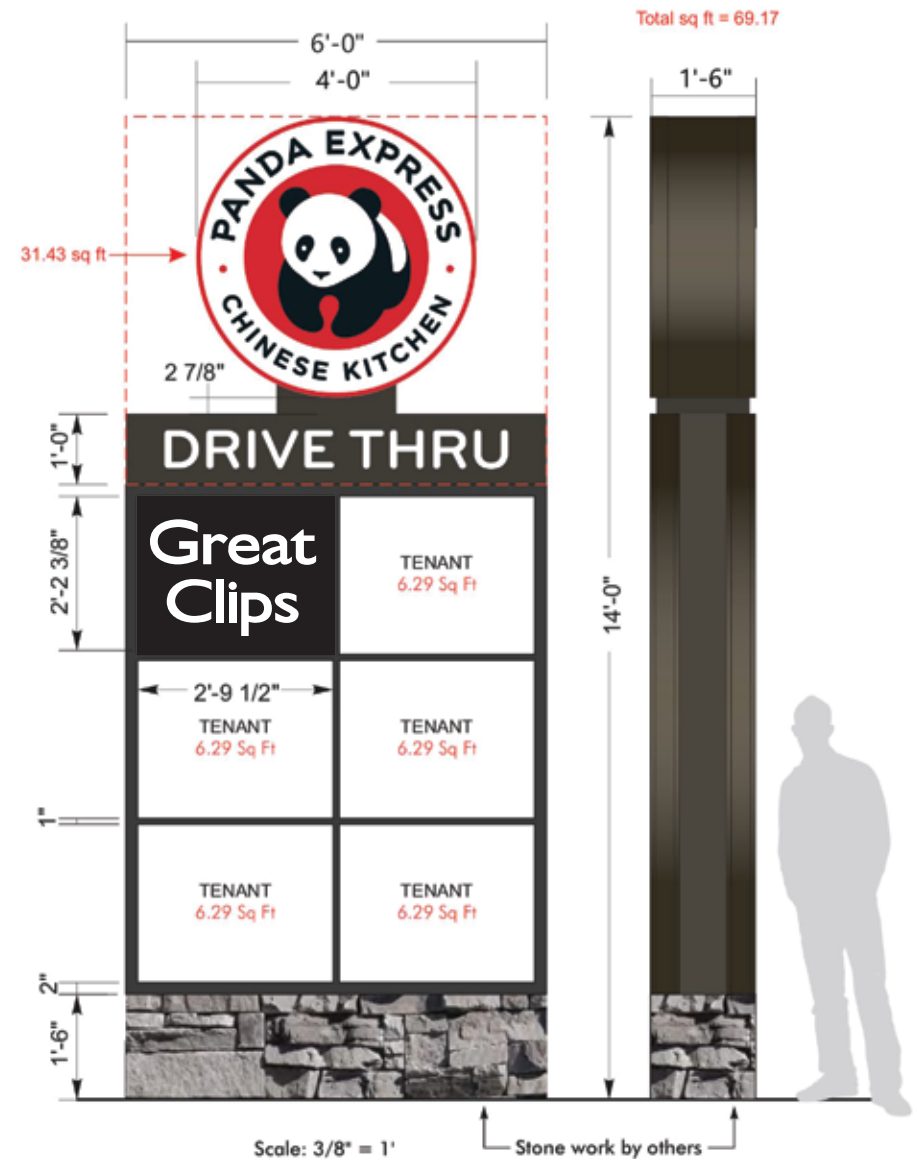 Total sq ft = 69.17
6'-0"
4'-0"
1'-6"
PANDA EXPRESS
CHINESE KITCHEN
31.43 sq ft
2 7/8"
1'-0"
DRIVE THRU
2'-2 3/8"
Great
Clips
TENANT
6.29 Sq Ft
14'-0"
2'-9 1/2"
TENANT
6.29 Sq Ft
TENANT
6.29 Sq Ft
1"
TENANT
6.29 Sq Ft
TENANT
6.29 Sq Ft
2"
1'-6"
Scale: 3/8" = 1'
Stone work by others